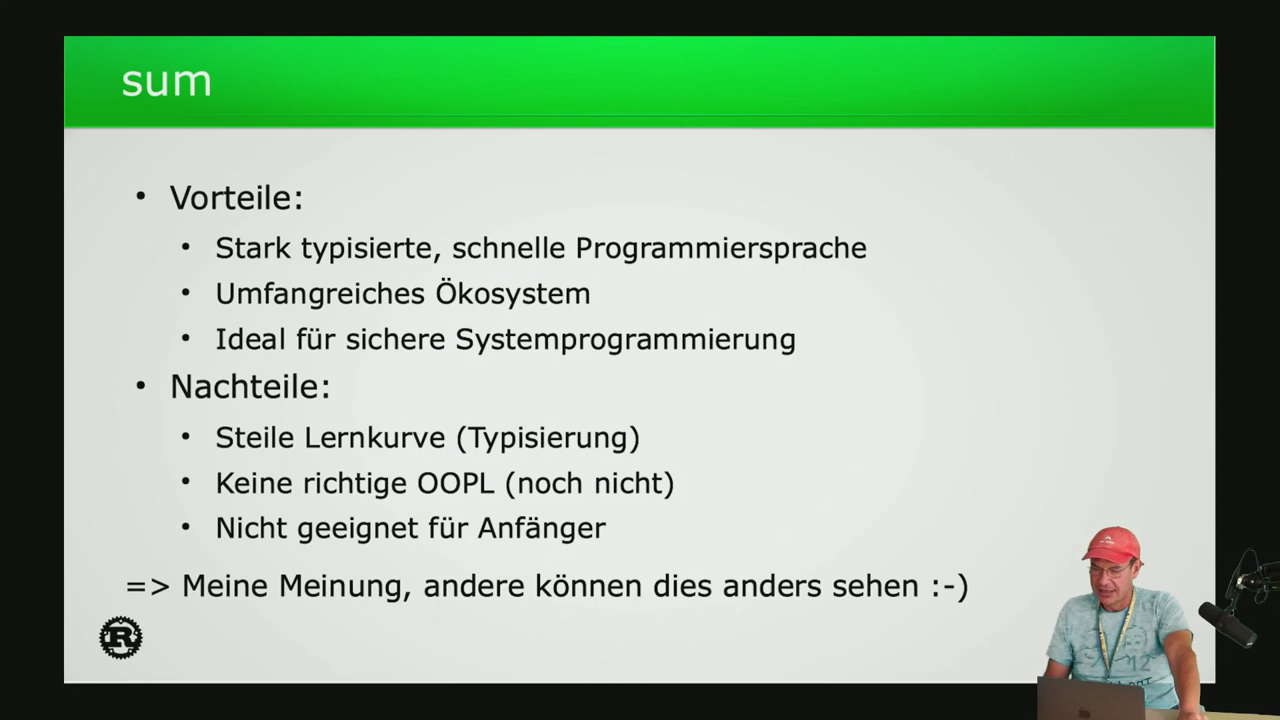 sum
• Vorteile:
• Stark typisierte, schnelle Programmiersprache
• Umfangreiches Ökosystem
• Ideal für sichere Systemprogrammierung
• Nachteile:
• Steile Lernkurve (Typisierung)
• Keine richtige OOPL (noch nicht)
• Nicht geeignet für Anfänger
=> Meine Meinung, andere können dies anders sehen :-)
R
12